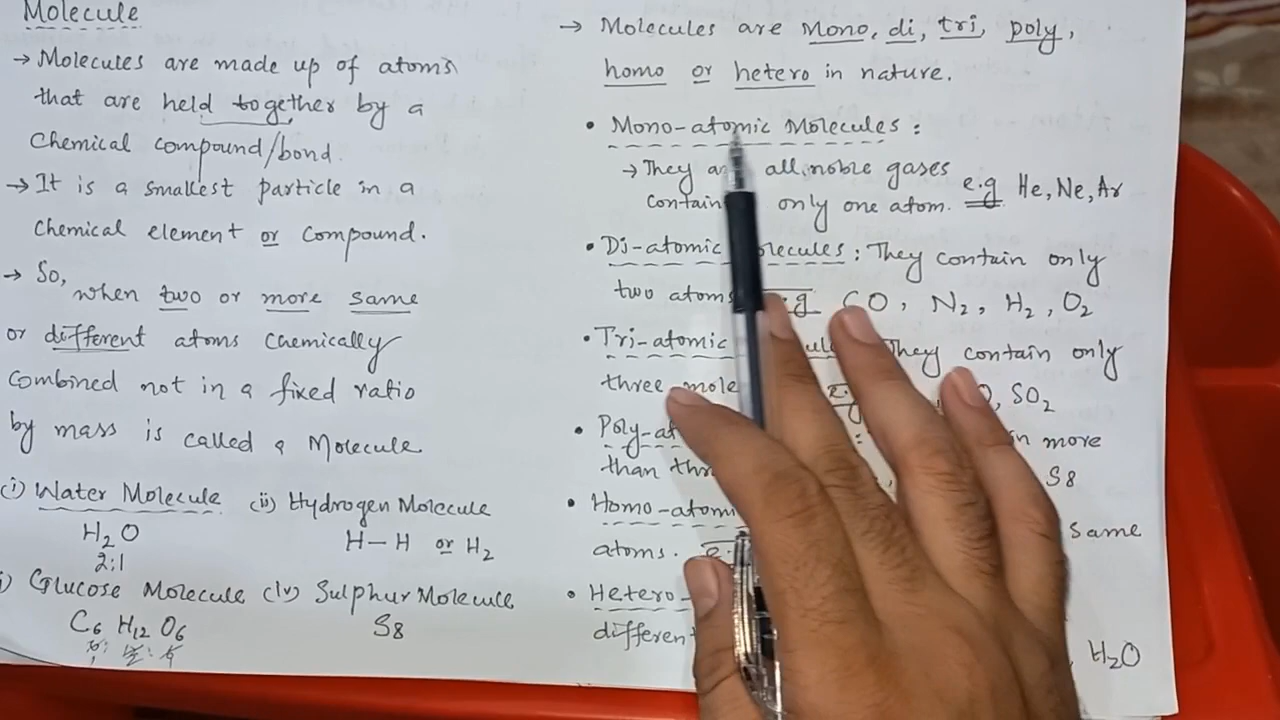 Molecule
→ Molecules are made up of atoms
that are held together by a
Chemical compound/bond.
→ It is a smallest particle in a
Chemical element or compound.
→ So,
when two or more same
or different atoms chemically
combined not in a fixed ratio
by mass is called a Molecule
(i) Water Molecule (ii) Hydrogen Molecule
H2O H-H or H2
2:1
Glucose Molecule (iv) Sulphur Molecule
C6 H12 O6 S8
→ Molecules are Mono, di, tri, poly,
homo or hetero in nature.
• Mono-atomic Molecules:
→ They all noble gases
contain only one atom. e.g He, Ne, Ar
• Di-atomic : They contain only
two atoms CO, N2, H2, O2
• Tri-atomic They contain only
three SO2
• Poly- more
than S8
• Homo-atomic same
atoms.
• Hetero-
H2O